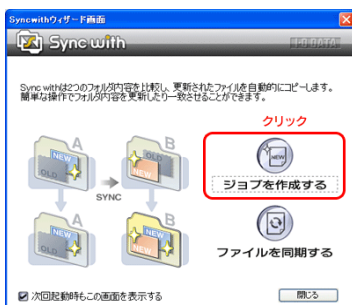 Syncwithウィザード画面
Sync with
I-O DATA
Sync withは2つのフォルダ内容を比較し、更新されたファイルを自動的にコピーします。
簡単な操作でフォルダ内容を更新したり一致させることができます。
クリック
A
B
NEW
OLD
OLD
NEW
NEW
ジョブを作成する
SYNC
A
B
NEW
OLD
NEW
ファイルを同期する
次回起動時もこの画面を表示する
閉じる